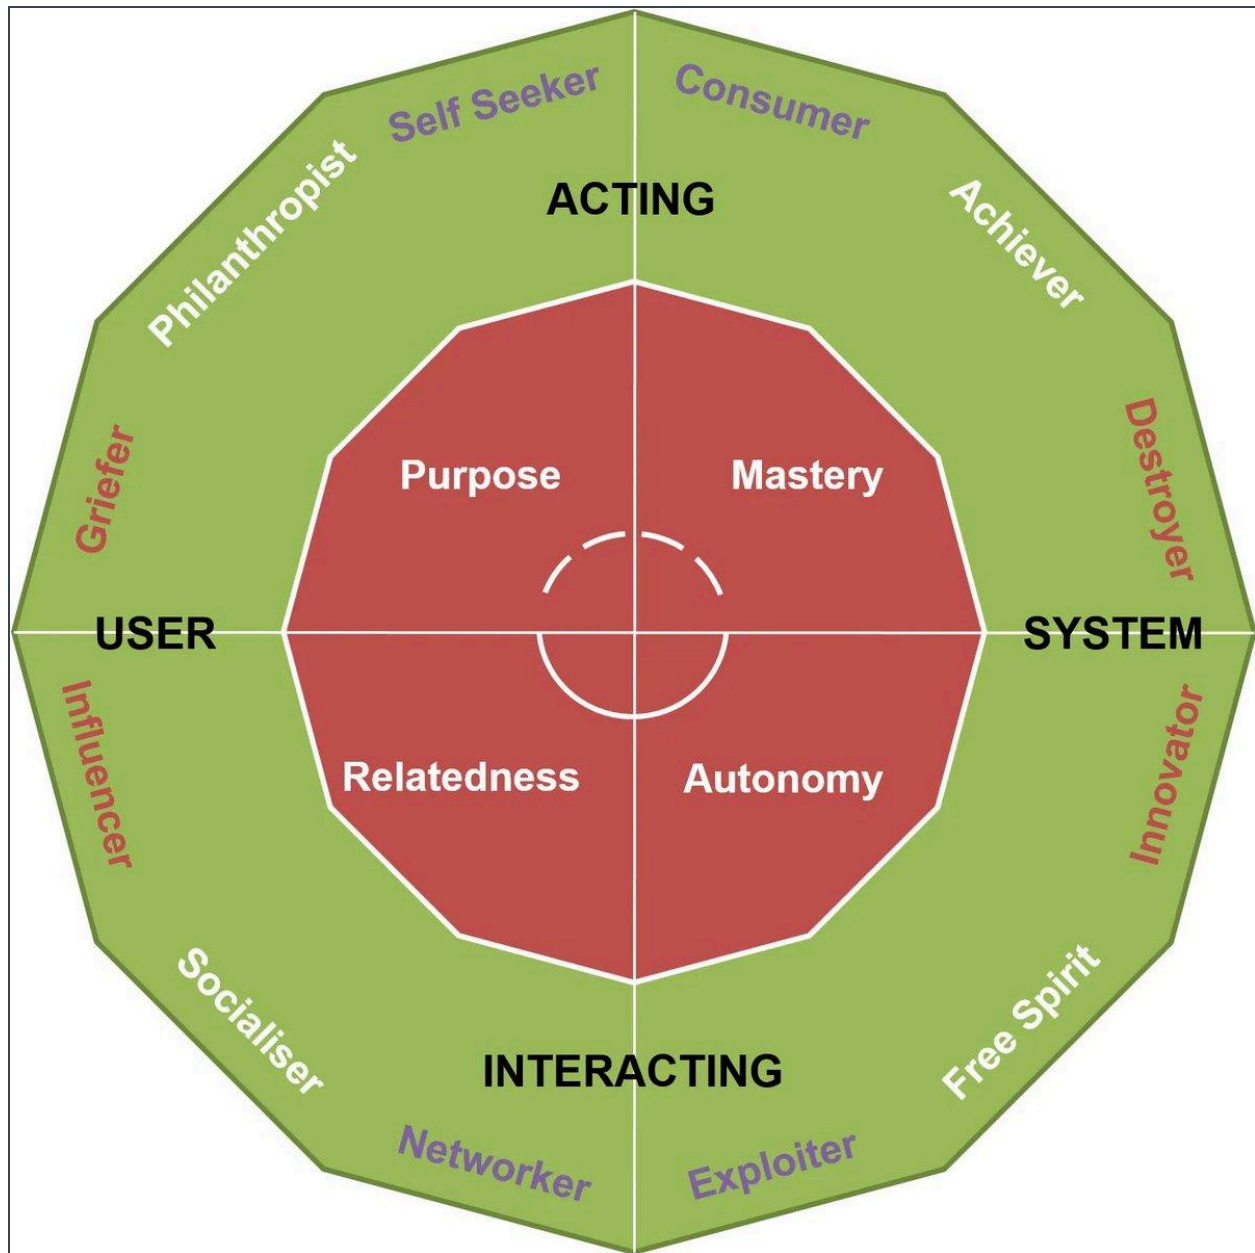 Self Seeker
Consumer
Philanthropist
ACTING
Achiever
Griefer
Purpose
Mastery
Destroyer
USER
SYSTEM
Influencer
Relatedness
Autonomy
Innovator
Socialiser
INTERACTING
Free Spirit
Networker
Exploiter